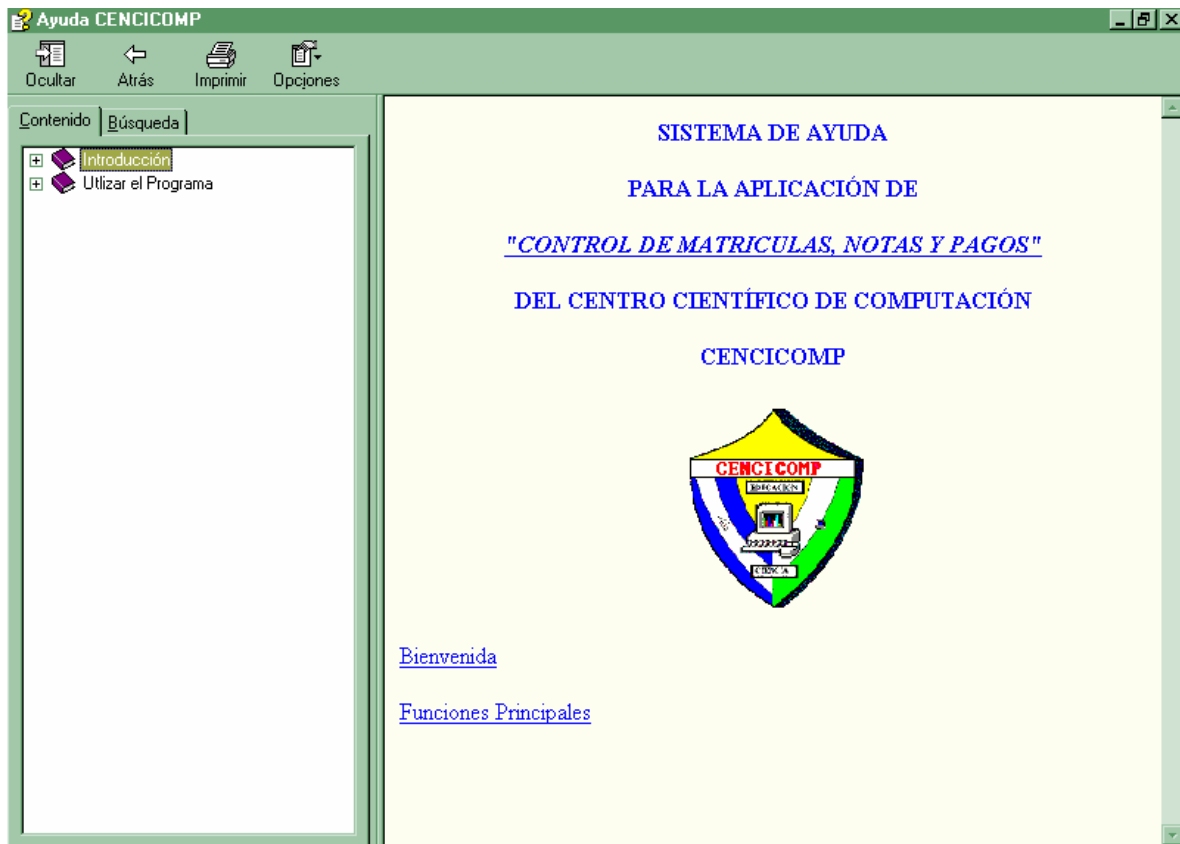 Ayuda CENCICOMP
Ocultar Atrás Imprimir Opciones
Contenido Búsqueda
Introducción
Utlizar el Programa
SISTEMA DE AYUDA
PARA LA APLICACIÓN DE
"CONTROL DE MATRICULAS, NOTAS Y PAGOS"
DEL CENTRO CIENTÍFICO DE COMPUTACIÓN
CENCICOMP
CENCICOMP
EDUCACION
CIENCIA
Bienvenida
Funciones Principales